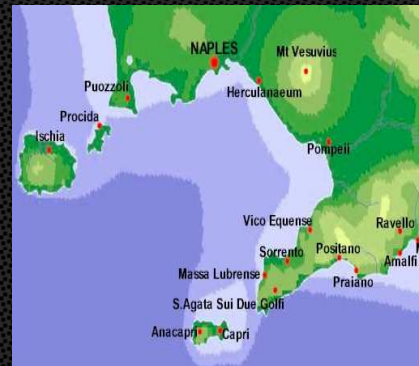 NAPLES
Mt Vesuvius
Puozzoli
Herculanaeum
Procida
Ischia
Pompeii
Vico Equense
Ravello
Sorrento
Positano
Amalfi
Massa Lubrense
Praiano
S.Agata Sui Due Golfi
Anacapri
Capri